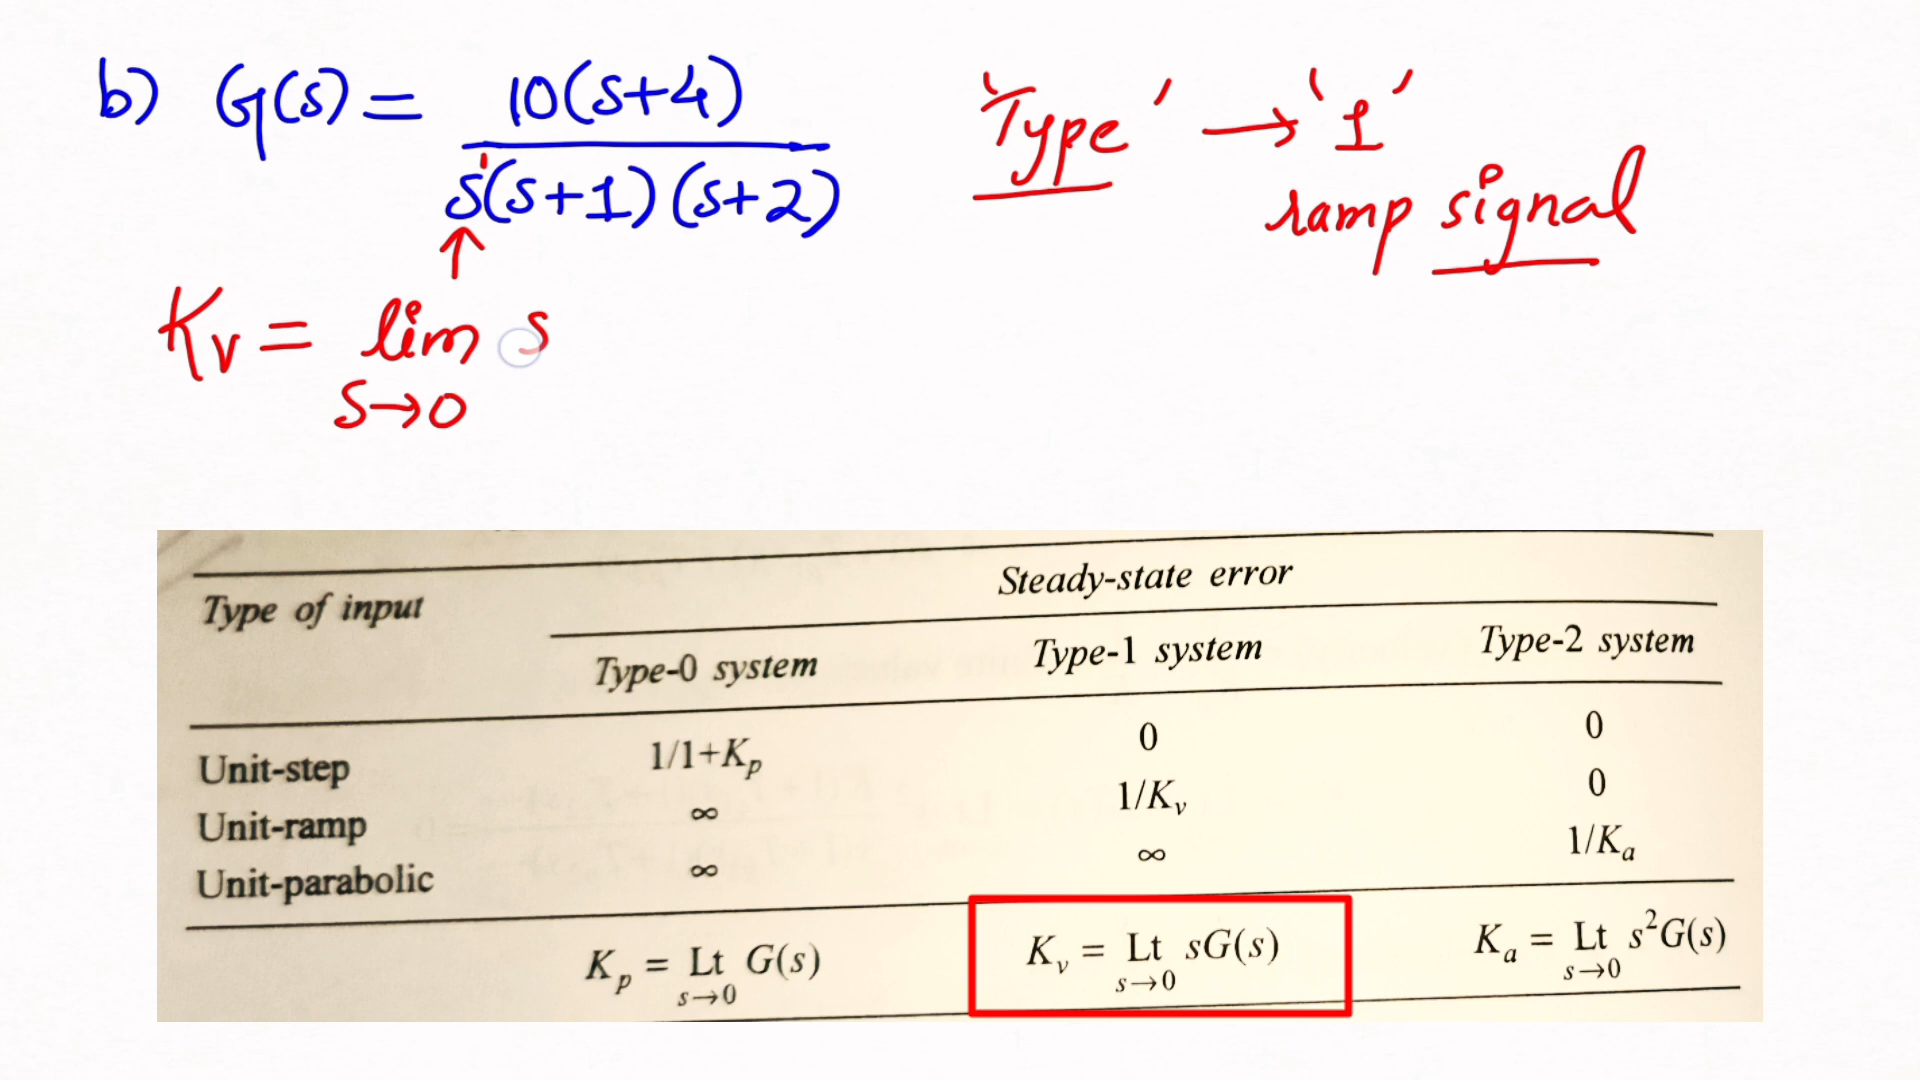 b) G(s) = 10(s+4)
s(s+1)(s+2)
'Type' → '1'
ramp signal
Kv = lim s
s→0
Steady-state error
Type of input
Type-0 system Type-1 system Type-2 system
Unit-step 1/1+Kp 0 0
Unit-ramp ∞ 1/Kv 0
Unit-parabolic ∞ ∞ 1/Ka
Kp = Lt G(s) Kv = Lt sG(s) Ka = Lt s²G(s)
s→0 s→0 s→0